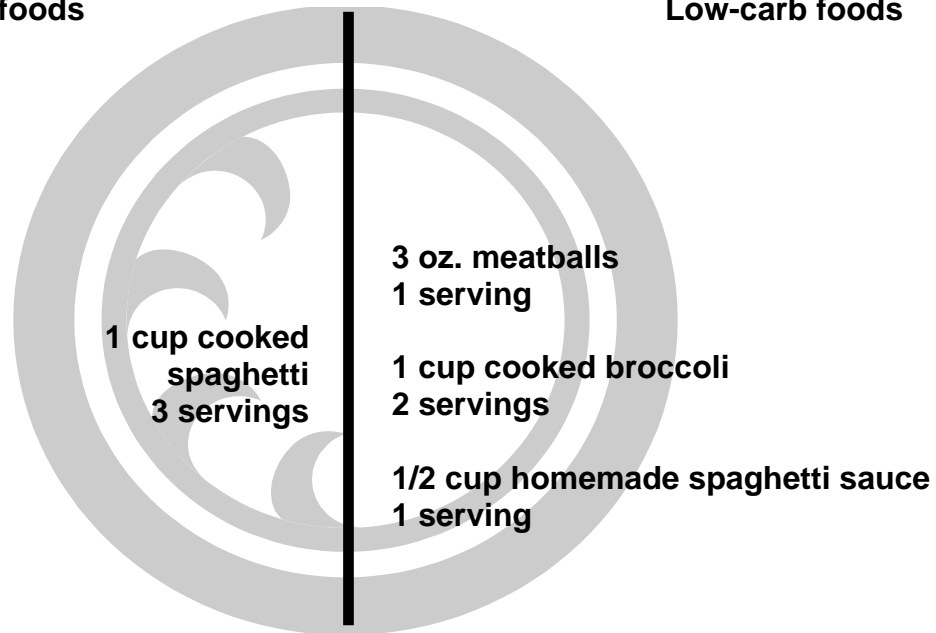 foods
Low-carb foods
1 cup cooked
spaghetti
3 servings
3 oz. meatballs
1 serving
1 cup cooked broccoli
2 servings
1/2 cup homemade spaghetti sauce
1 serving